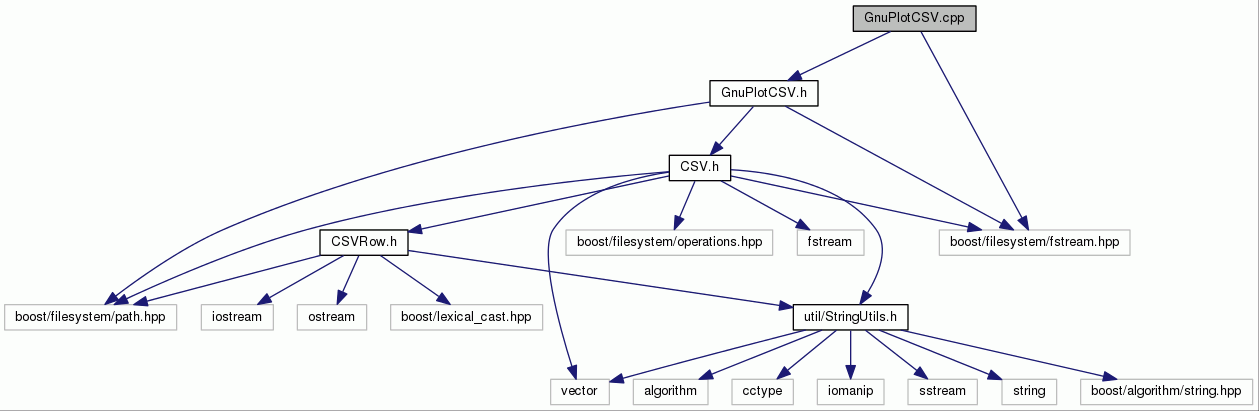 GnuPlotCSV.cpp
GnuPlotCSV.h
CSV.h
CSVRow.h
boost/filesystem/operations.hpp
fstream
boost/filesystem/fstream.hpp
boost/filesystem/path.hpp
iostream
ostream
boost/lexical_cast.hpp
util/StringUtils.h
vector
algorithm
cctype
iomanip
sstream
string
boost/algorithm/string.hpp